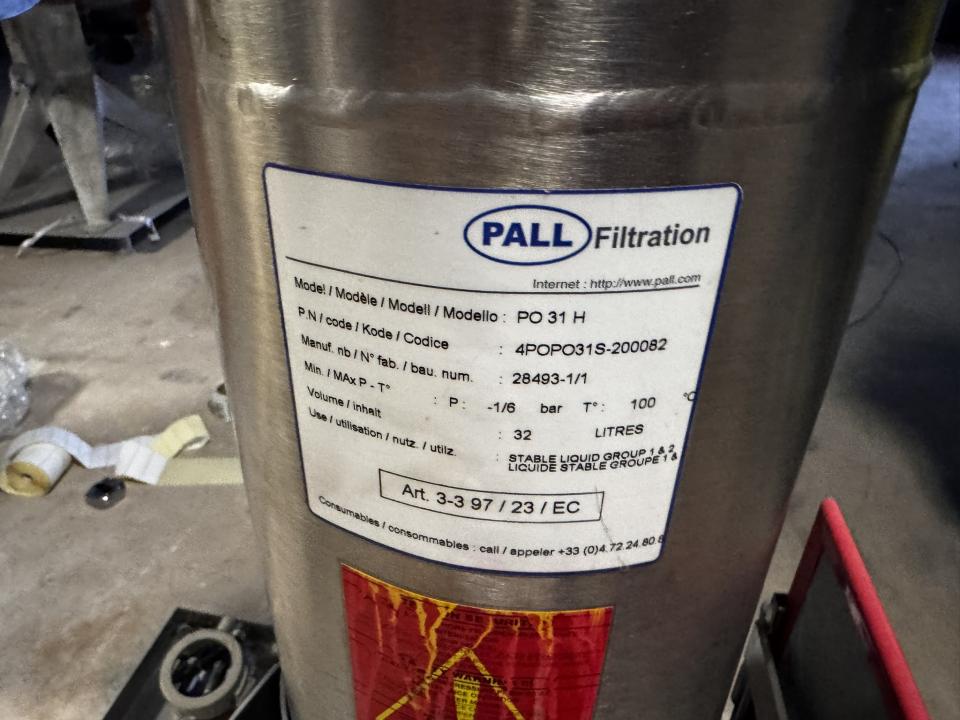 PALL Filtration
Internet : http://www.pall.com
Model / Modèle / Modell / Modello : PO 31 H
P.N / code / Kode / Codice : 4POPO31S-200082
Manuf. nb / N° fab. / bau. num. : 28493-1/1
Min. / MAx P - T° : P : -1/6 bar T° : 100 °C
Volume / inhalt : 32 LITRES
Use / utilisation / nutz. / utiliz. : STABLE LIQUID GROUP 1 & 2
LIQUIDE STABLE GROUPE 1 &
Art. 3-3 97 / 23 / EC
Consumables / consommables : call / appeler +33 (0)4.72.24.80.8
WARNING